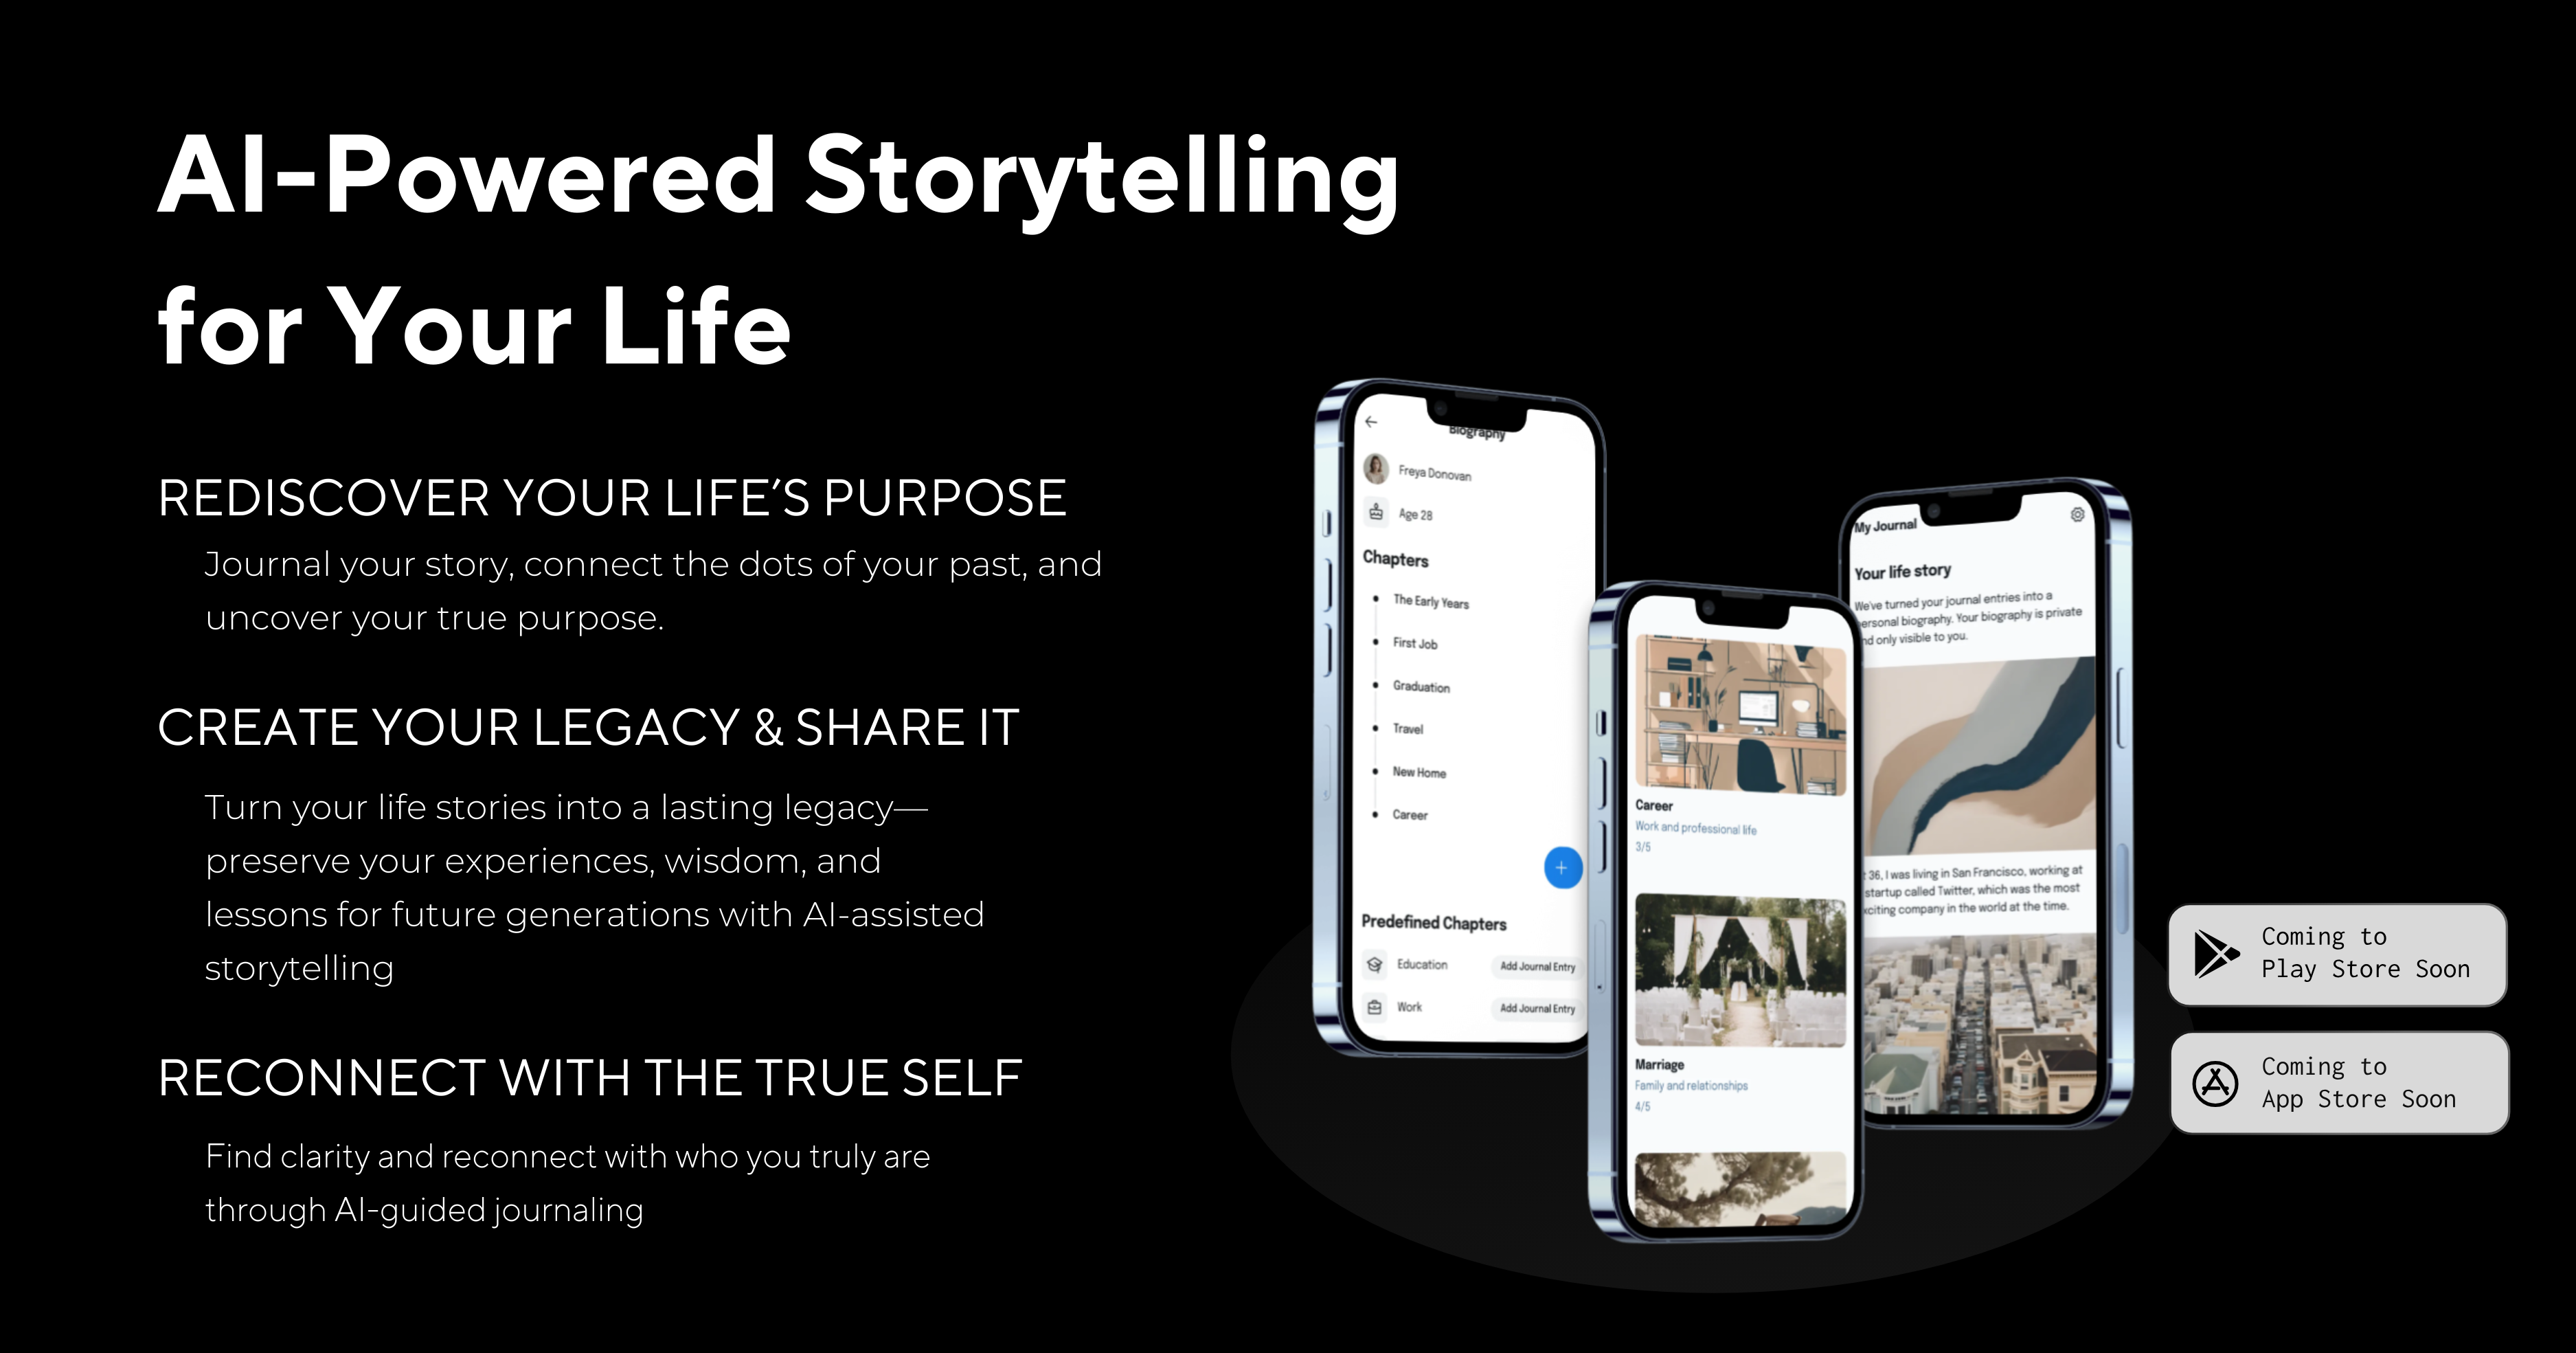 AI-Powered Storytelling
for Your Life
REDISCOVER YOUR LIFE'S PURPOSE
Journal your story, connect the dots of your past, and
uncover your true purpose.
CREATE YOUR LEGACY & SHARE IT
Turn your life stories into a lasting legacy—
preserve your experiences, wisdom, and
lessons for future generations with AI-assisted
storytelling
RECONNECT WITH THE TRUE SELF
Find clarity and reconnect with who you truly are
through AI-guided journaling
Biography
Freya Donovan
Age 28
Chapters
The Early Years
First Job
Graduation
Travel
New Home
Career
Predefined Chapters
Education Add Journal Entry
Work Add Journal Entry
Career
Work and professional life
3/5
Marriage
Family and relationships
4/5
My Journal
Your life story
We've turned your journal entries into a
personal biography. Your biography is private
and only visible to you.
36, I was living in San Francisco, working at
startup called Twitter, which was the most
exciting company in the world at the time.
Coming to
Play Store Soon
Coming to
App Store Soon